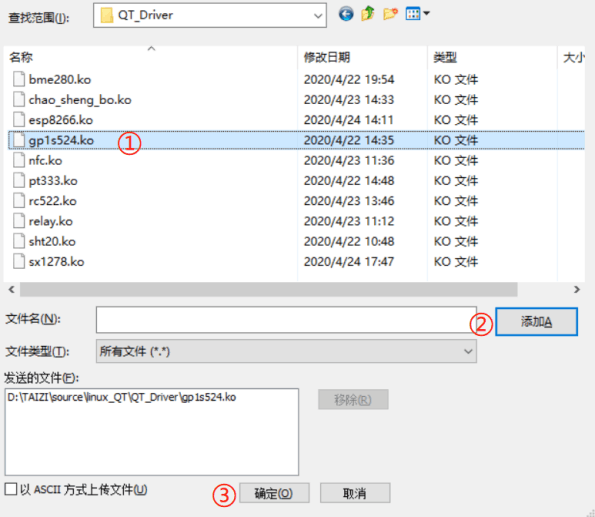 查找范围(I): QT_Driver
名称 修改日期 类型 大小
bme280.ko 2020/4/22 19:54 KO 文件
chao_sheng_bo.ko 2020/4/23 14:33 KO 文件
esp8266.ko 2020/4/24 14:11 KO 文件
gp1s524.ko ① 2020/4/22 14:35 KO 文件
nfc.ko 2020/4/23 11:36 KO 文件
pt333.ko 2020/4/22 14:48 KO 文件
rc522.ko 2020/4/23 13:46 KO 文件
relay.ko 2020/4/23 11:12 KO 文件
sht20.ko 2020/4/22 10:48 KO 文件
sx1278.ko 2020/4/24 17:47 KO 文件
文件名(N): ② 添加A
文件类型(T): 所有文件 (*.*)
发送的文件(F):
D:\TAIZI\source\linux_QT\QT_Driver\gp1s524.ko 移除(R)
以 ASCII 方式上传文件(U) ③ 确定(O) 取消